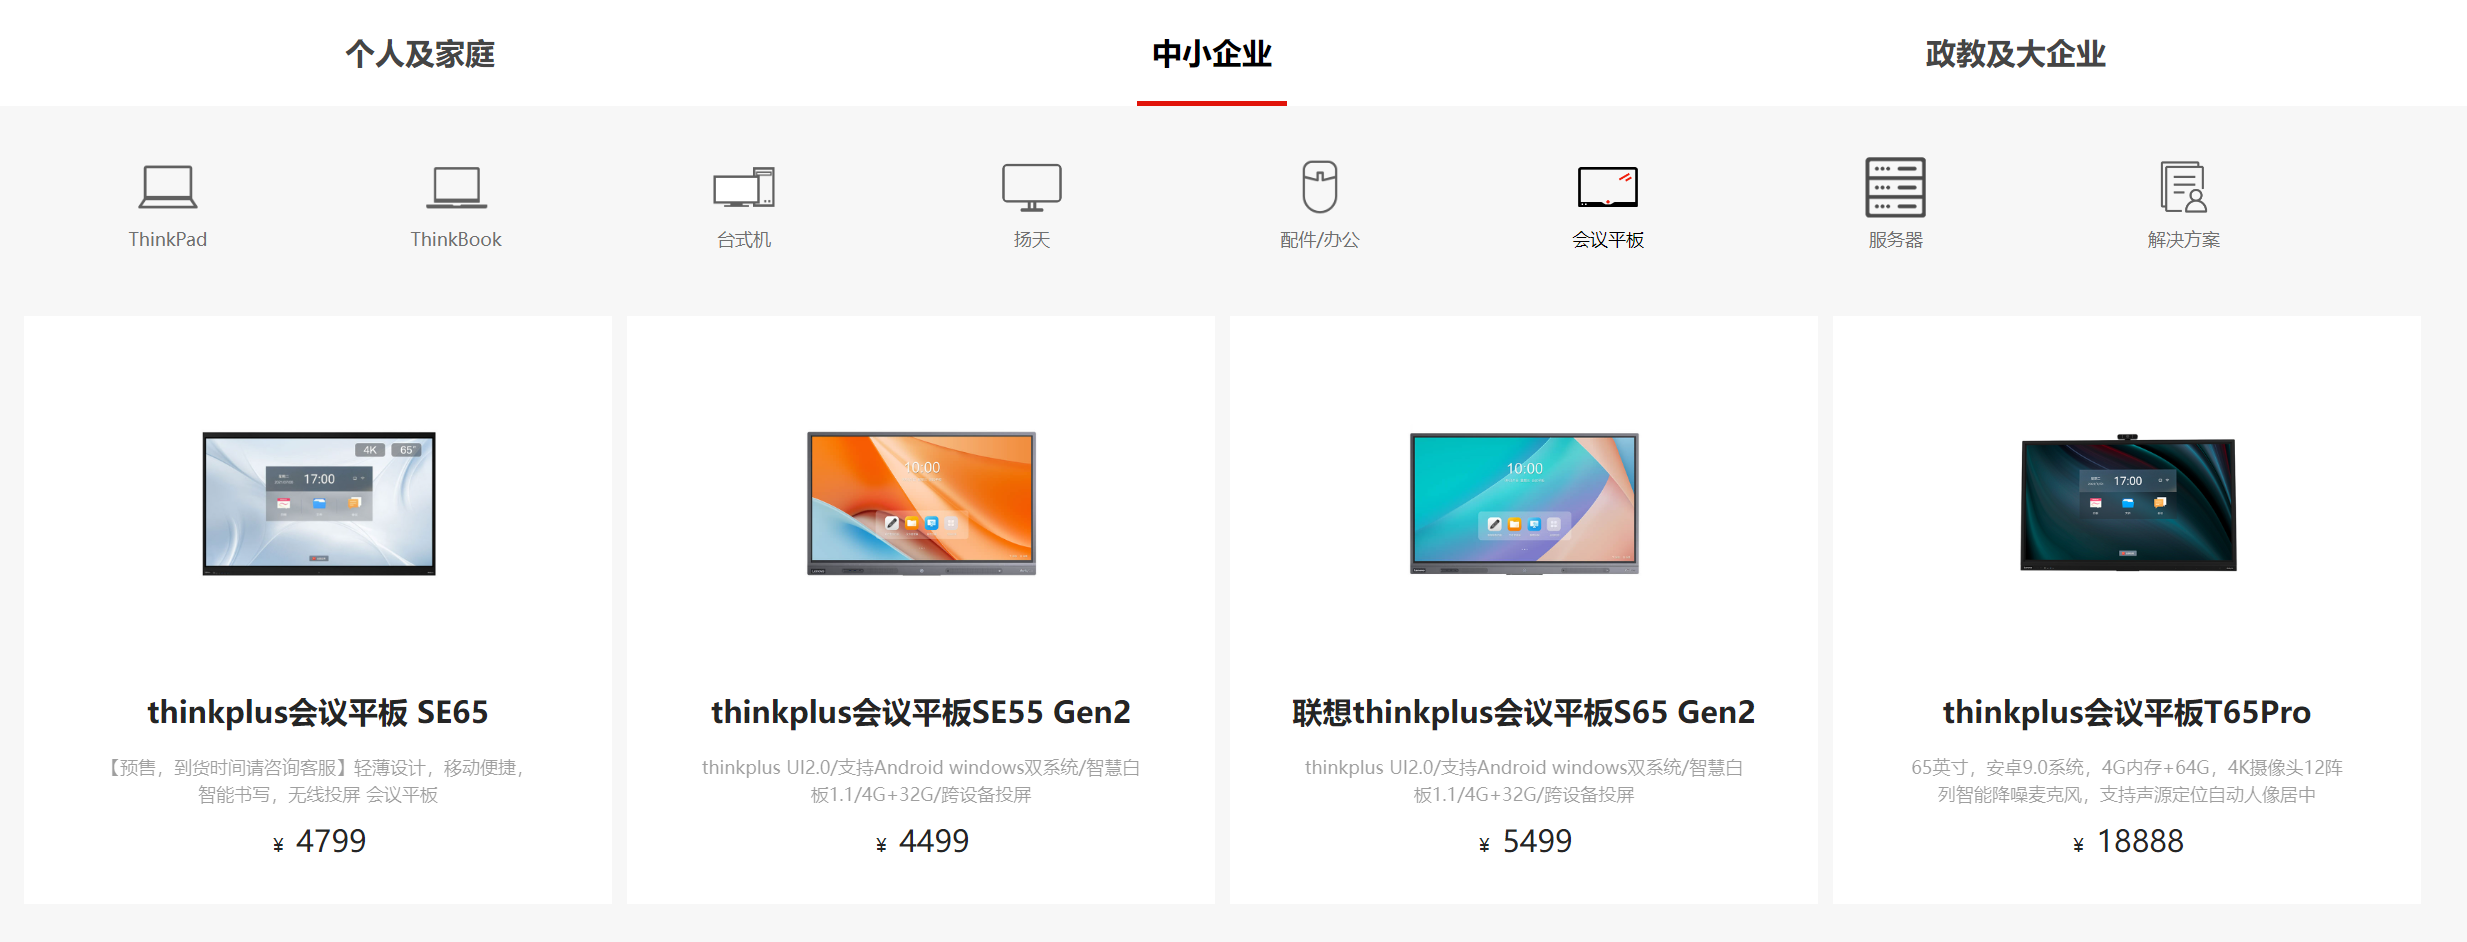 个人及家庭
中小企业
政教及大企业
ThinkPad
ThinkBook
台式机
扬天
配件/办公
会议平板
服务器
解决方案
4K
65"
17:00
thinkplus会议平板 SE65
【预售，到货时间请咨询客服】轻薄设计，移动便捷，
智能书写，无线投屏 会议平板
¥ 4799
10:00
thinkplus会议平板SE55 Gen2
thinkplus UI2.0/支持Android windows双系统/智慧白
板1.1/4G+32G/跨设备投屏
¥ 4499
10:00
联想thinkplus会议平板S65 Gen2
thinkplus UI2.0/支持Android windows双系统/智慧白
板1.1/4G+32G/跨设备投屏
¥ 5499
17:00
thinkplus会议平板T65Pro
65英寸，安卓9.0系统，4G内存+64G，4K摄像头12阵
列智能降噪麦克风，支持声源定位自动人像居中
¥ 18888